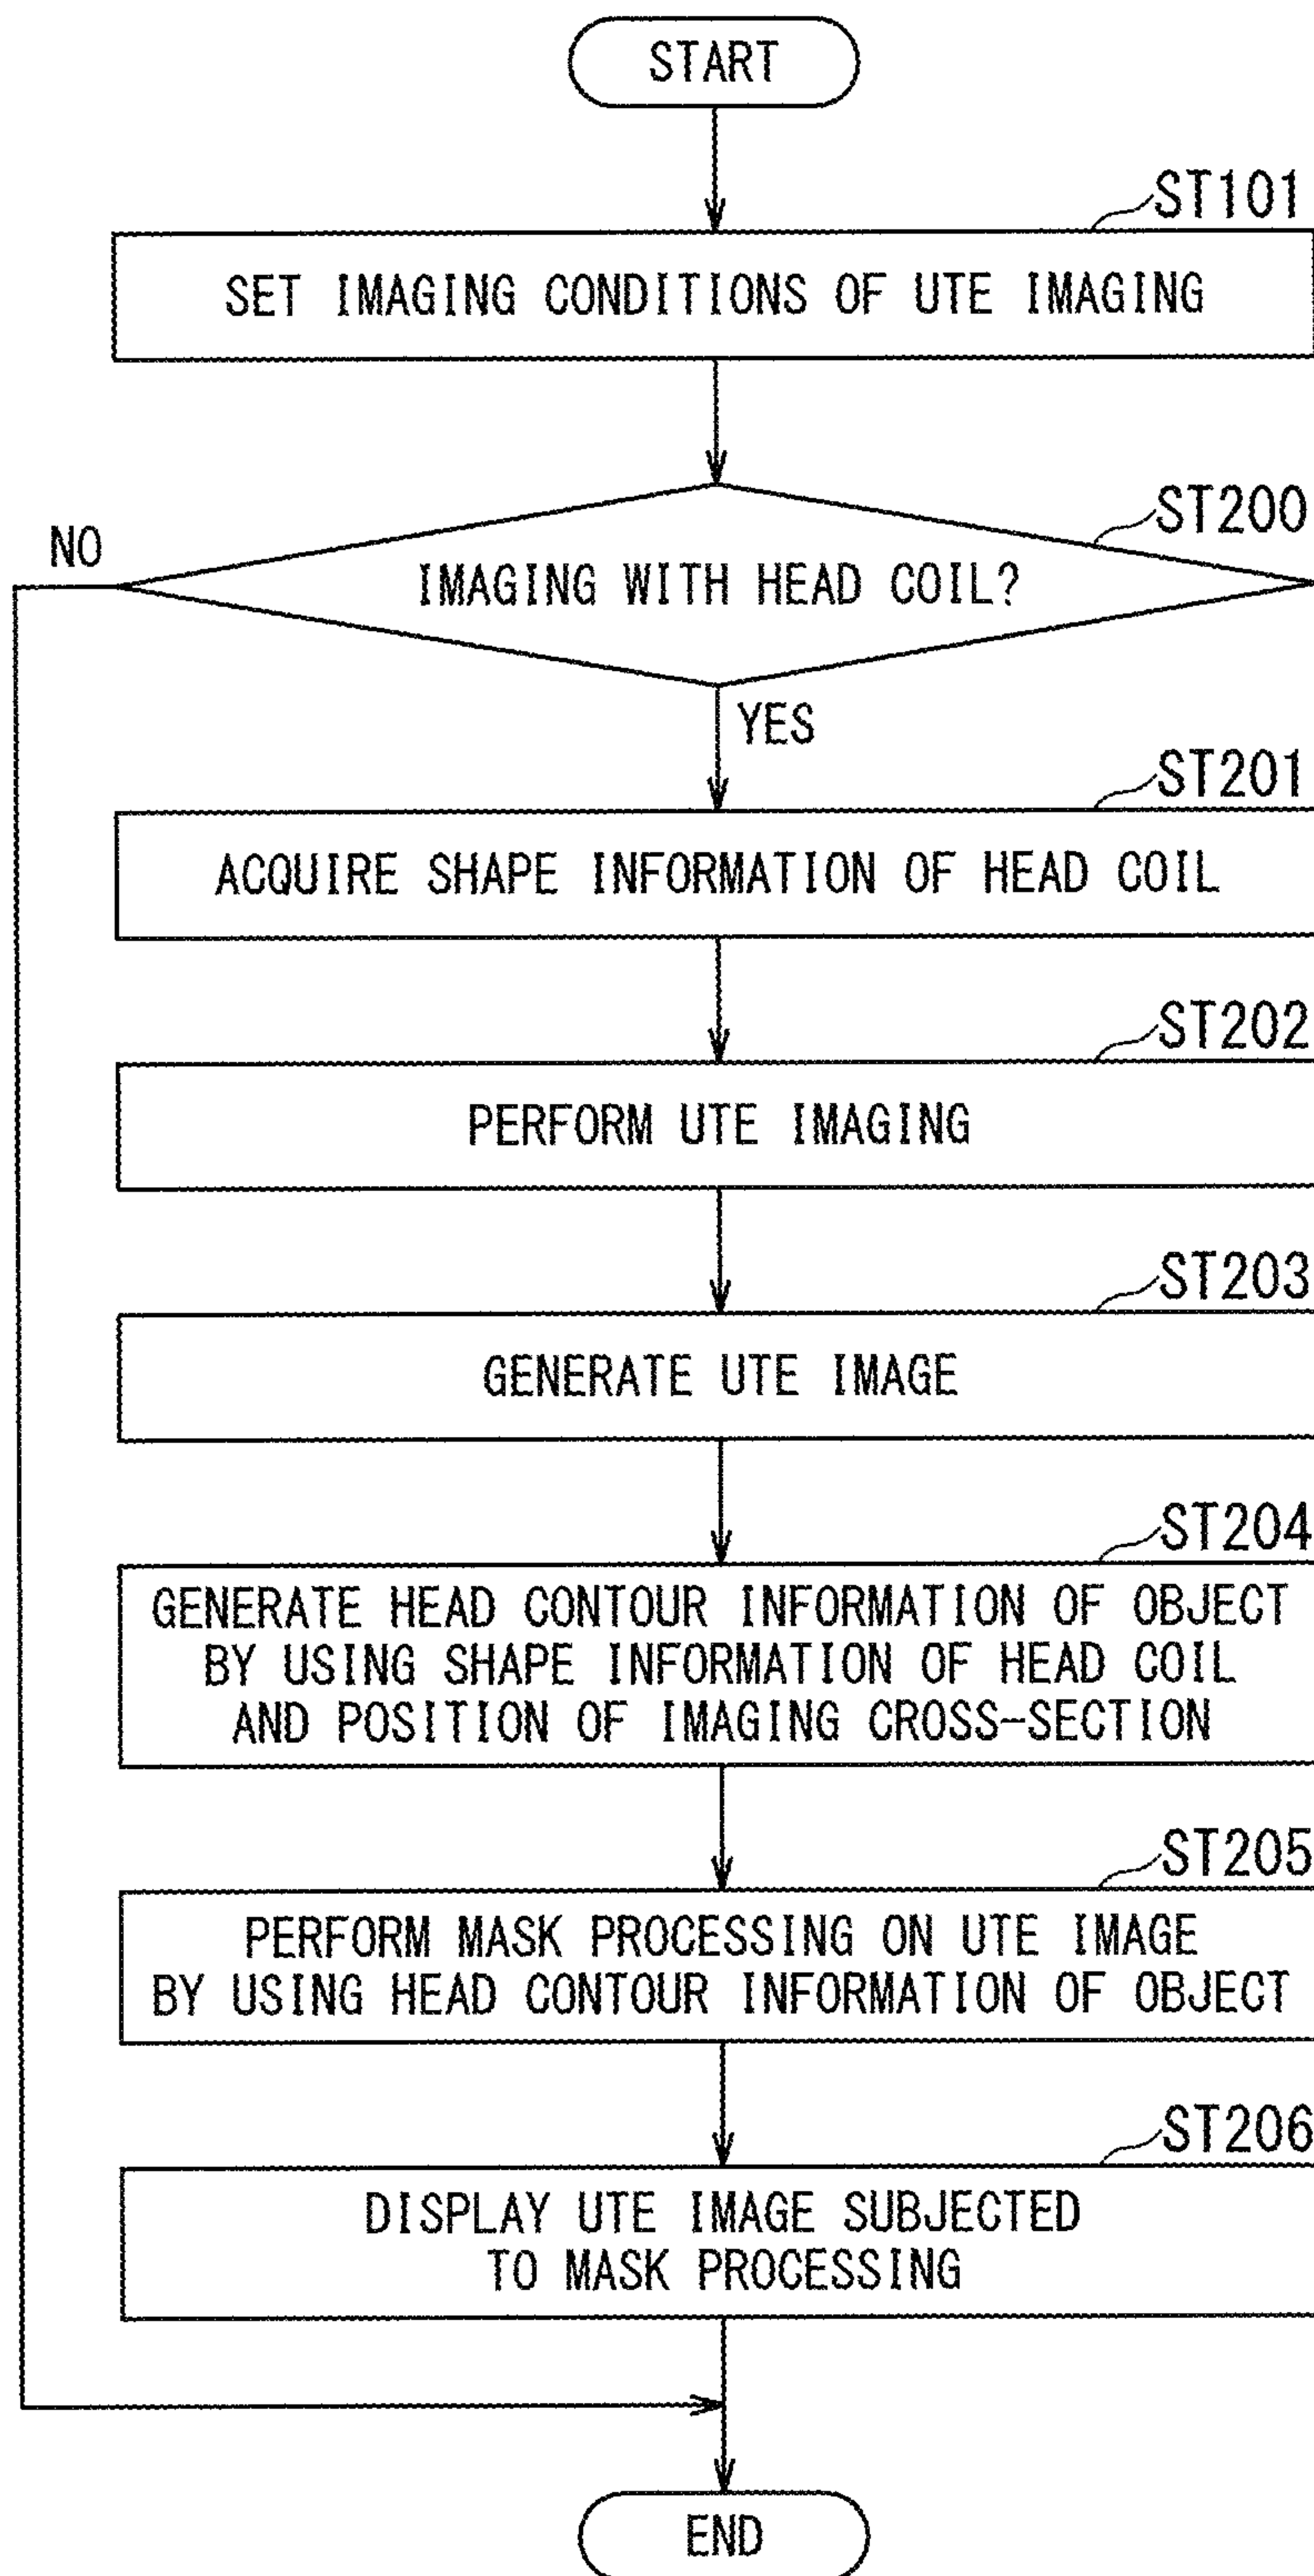 START
ST101
SET IMAGING CONDITIONS OF UTE IMAGING
ST200
NO
IMAGING WITH HEAD COIL?
YES
ST201
ACQUIRE SHAPE INFORMATION OF HEAD COIL
ST202
PERFORM UTE IMAGING
ST203
GENERATE UTE IMAGE
ST204
GENERATE HEAD CONTOUR INFORMATION OF OBJECT
BY USING SHAPE INFORMATION OF HEAD COIL
AND POSITION OF IMAGING CROSS-SECTION
ST205
PERFORM MASK PROCESSING ON UTE IMAGE
BY USING HEAD CONTOUR INFORMATION OF OBJECT
ST206
DISPLAY UTE IMAGE SUBJECTED
TO MASK PROCESSING
END